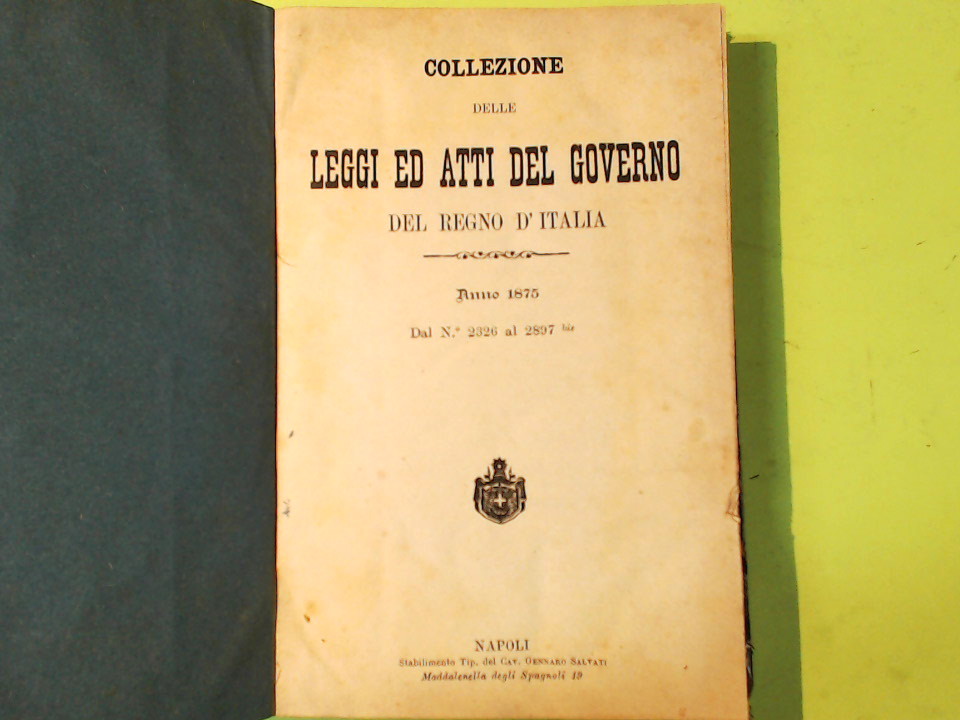 COLLEZIONE
DELLE
LEGGI ED ATTI DEL GOVERNO
DEL REGNO D'ITALIA
Anno 1875
Dal N.° 2326 al 2897 bis
NAPOLI
Stabilimento Tip. del CAV. GENNARO SALVATI
Maddalenella degli Spagnoli 19